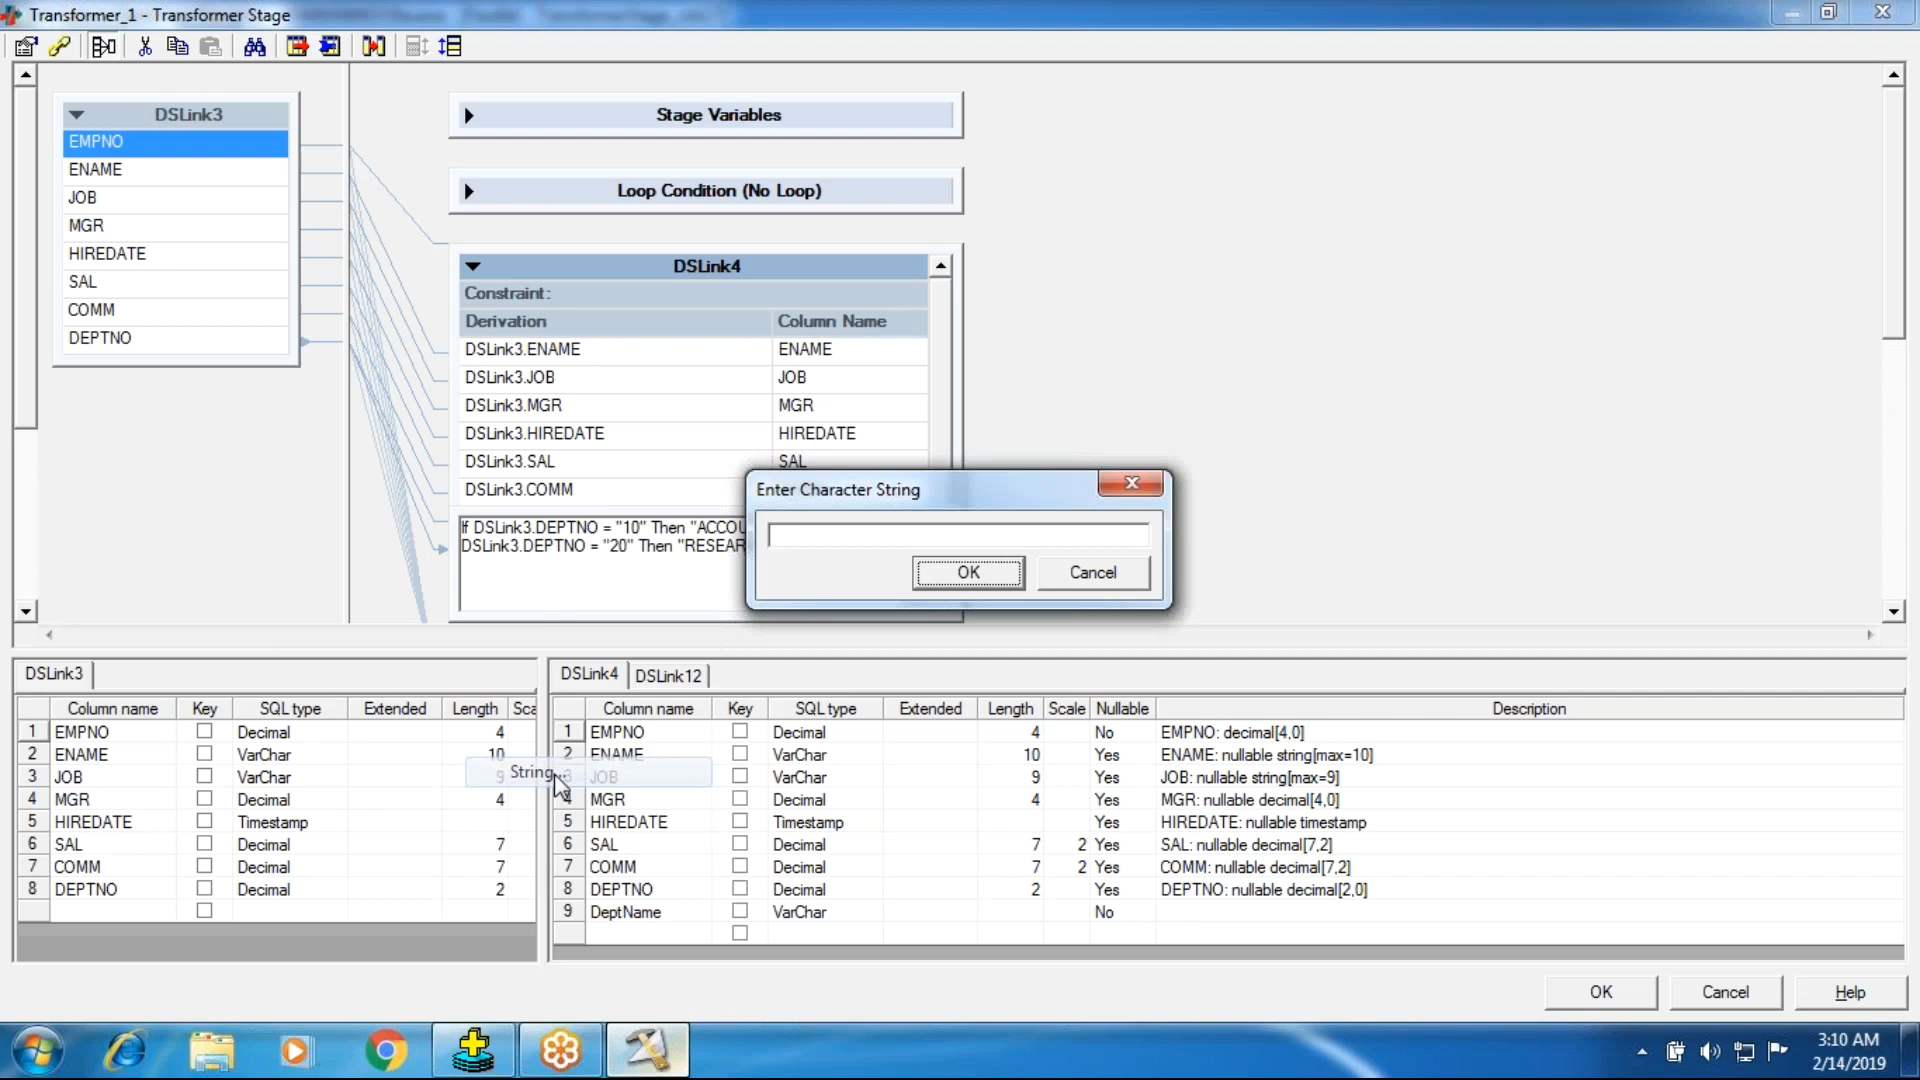 Transformer_1 - Transformer Stage
DSLink3
EMPNO
ENAME
JOB
MGR
HIREDATE
SAL
COMM
DEPTNO
Stage Variables
Loop Condition (No Loop)
DSLink4
Constraint:
Derivation Column Name
DSLink3.ENAME ENAME
DSLink3.JOB JOB
DSLink3.MGR MGR
DSLink3.HIREDATE HIREDATE
DSLink3.SAL SAL
DSLink3.COMM
If DSLink3.DEPTNO = "10" Then "ACCOU
DSLink3.DEPTNO = "20" Then "RESEAR
Enter Character String
OK Cancel
DSLink3
Column name Key SQL type Extended Length Sca
1 EMPNO Decimal 4
2 ENAME VarChar 10
3 JOB VarChar 9
4 MGR Decimal 4
5 HIREDATE Timestamp
6 SAL Decimal 7
7 COMM Decimal 7
8 DEPTNO Decimal 2
String...
DSLink4 DSLink12
Column name Key SQL type Extended Length Scale Nullable Description
1 EMPNO Decimal 4 No EMPNO: decimal[4,0]
2 ENAME VarChar 10 Yes ENAME: nullable string[max=10]
3 JOB VarChar 9 Yes JOB: nullable string[max=9]
4 MGR Decimal 4 Yes MGR: nullable decimal[4,0]
5 HIREDATE Timestamp Yes HIREDATE: nullable timestamp
6 SAL Decimal 7 2 Yes SAL: nullable decimal[7,2]
7 COMM Decimal 7 2 Yes COMM: nullable decimal[7,2]
8 DEPTNO Decimal 2 Yes DEPTNO: nullable decimal[2,0]
9 DeptName VarChar No
OK Cancel Help
3:10 AM
2/14/2019